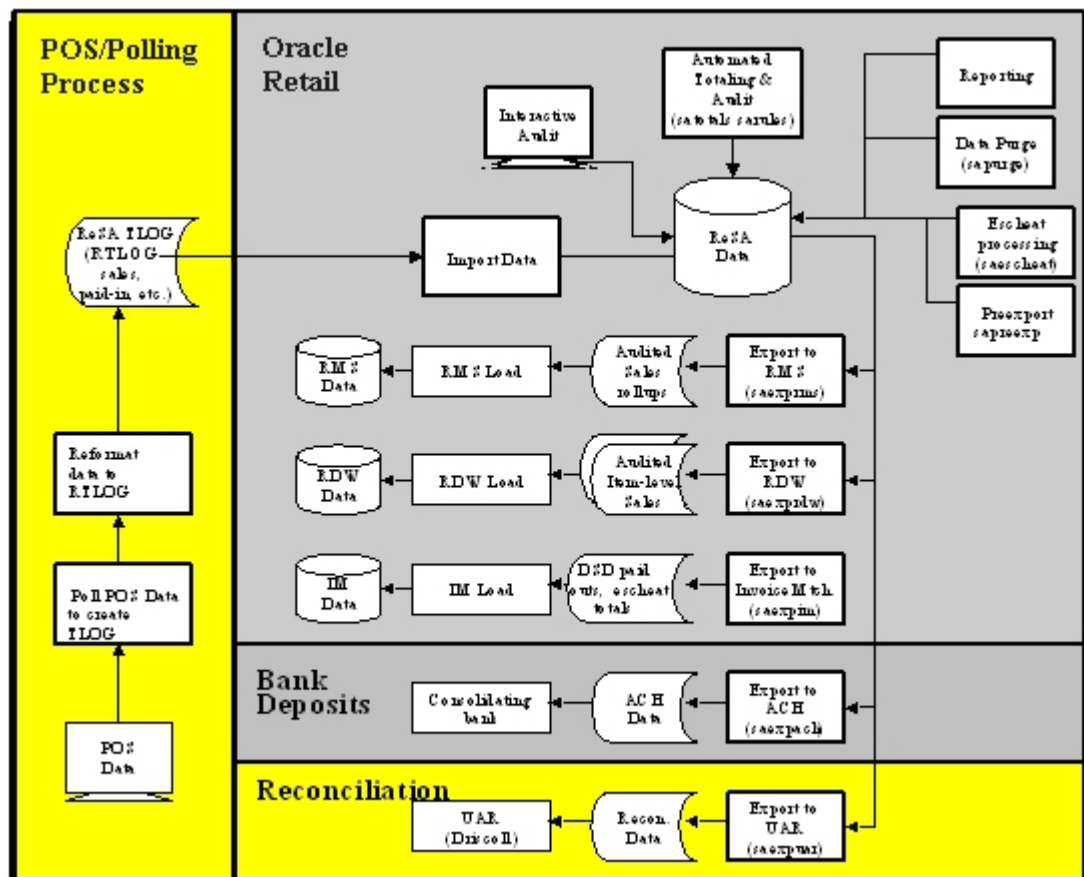 POS/Polling
Process
Oracle
Retail
Automated
Totaling &
Audit
(satotals sarules)
Reporting
Interactive
Audit
Data Purge
(sapurge)
ReSA TLOG
(RTLOG
sales,
paid-in, etc.)
Import Data
ReSA
Data
Escheat
processing
(saescheat)
Preexport
sapreexp
RMS
Data
RMS Load
Audited
Sales
rollups
Export to
RMS
(saexprms)
Reformat
data to
RTLOG
RDW
Data
RDW Load
Audited
Item-level
Sales
Export to
RDW
(saexprdw)
Poll POS Data
to create
TLOG
IM
Data
IM Load
DSD paid
outs, escheat
totals
Export to
Invoice Mtch.
(saexpim)
Bank
Deposits
Consolidating
bank
ACH
Data
Export to
ACH
(saexpach)
POS
Data
Reconciliation
UAR
(Driscoll)
Recon.
Data
Export to
UAR
(saexpuar)